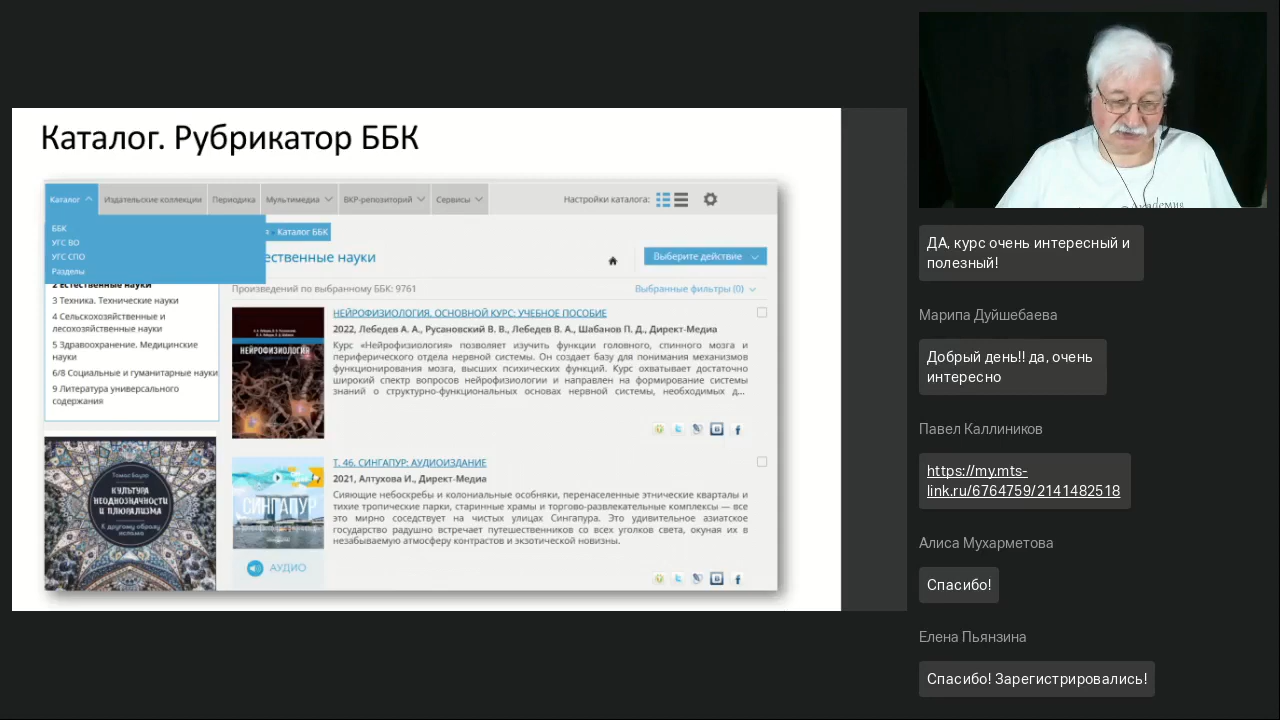 Каталог. Рубрикатор ББК
Каталог
Издательские коллекции
Периодика
Мультимедиа
ВКР-репозиторий
Сервисы
Настройки каталога:
ББК
УГС ВО
УГС СПО
Разделы
Каталог ББК
ественные науки
Выберите действие
Произведений по выбранному ББК: 9761
Выбранные фильтры (0)
2 Естественные науки
3 Техника. Технические науки
4 Сельскохозяйственные и
лесохозяйственные науки
5 Здравоохранение. Медицинские
науки
6/8 Социальные и гуманитарные науки
9 Литература универсального
содержания
Томас Бауэр
КУЛЬТУРА
НЕОДНОЗНАЧНОСТИ
И ПЛЮРАЛИЗМА
К другому образу
ислама
НЕЙРОФИЗИОЛОГИЯ
НЕЙРОФИЗИОЛОГИЯ. ОСНОВНОЙ КУРС: УЧЕБНОЕ ПОСОБИЕ
2022, Лебедев А. А., Русановский В. В., Лебедев В. А., Шабанов П. Д., Директ-Медиа
Курс «Нейрофизиология» позволяет изучить функции головного, спинного мозга и
периферического отдела нервной системы. Он создает базу для понимания механизмов
функционирования мозга, высших психических функций. Курс охватывает достаточно
широкий спектр вопросов нейрофизиологии и направлен на формирование системы
знаний о структурно-функциональных основах нервной системы, необходимых д...
СИНГАПУР
АУДИО
Т. 46. СИНГАПУР: АУДИОИЗДАНИЕ
2021, Алтухова И., Директ-Медиа
Сияющие небоскребы и колониальные особняки, перенаселенные этнические кварталы и
тихие тропические парки, старинные храмы и торгово-развлекательные комплексы — все
это мирно соседствует на чистых улицах Сингапура. Это удивительное азиатское
государство радушно встречает путешественников со всех уголков света, окуная их в
незабываемую атмосферу контрастов и экзотической новизны.
ДА, курс очень интересный и
полезный!
Марипа Дуйшебаева
Добрый день!! да, очень
интересно
Павел Каллиников
https://my.mts-
link.ru/6764759/2141482518
Алиса Мухарметова
Спасибо!
Елена Пьянзина
Спасибо! Зарегистрировались!